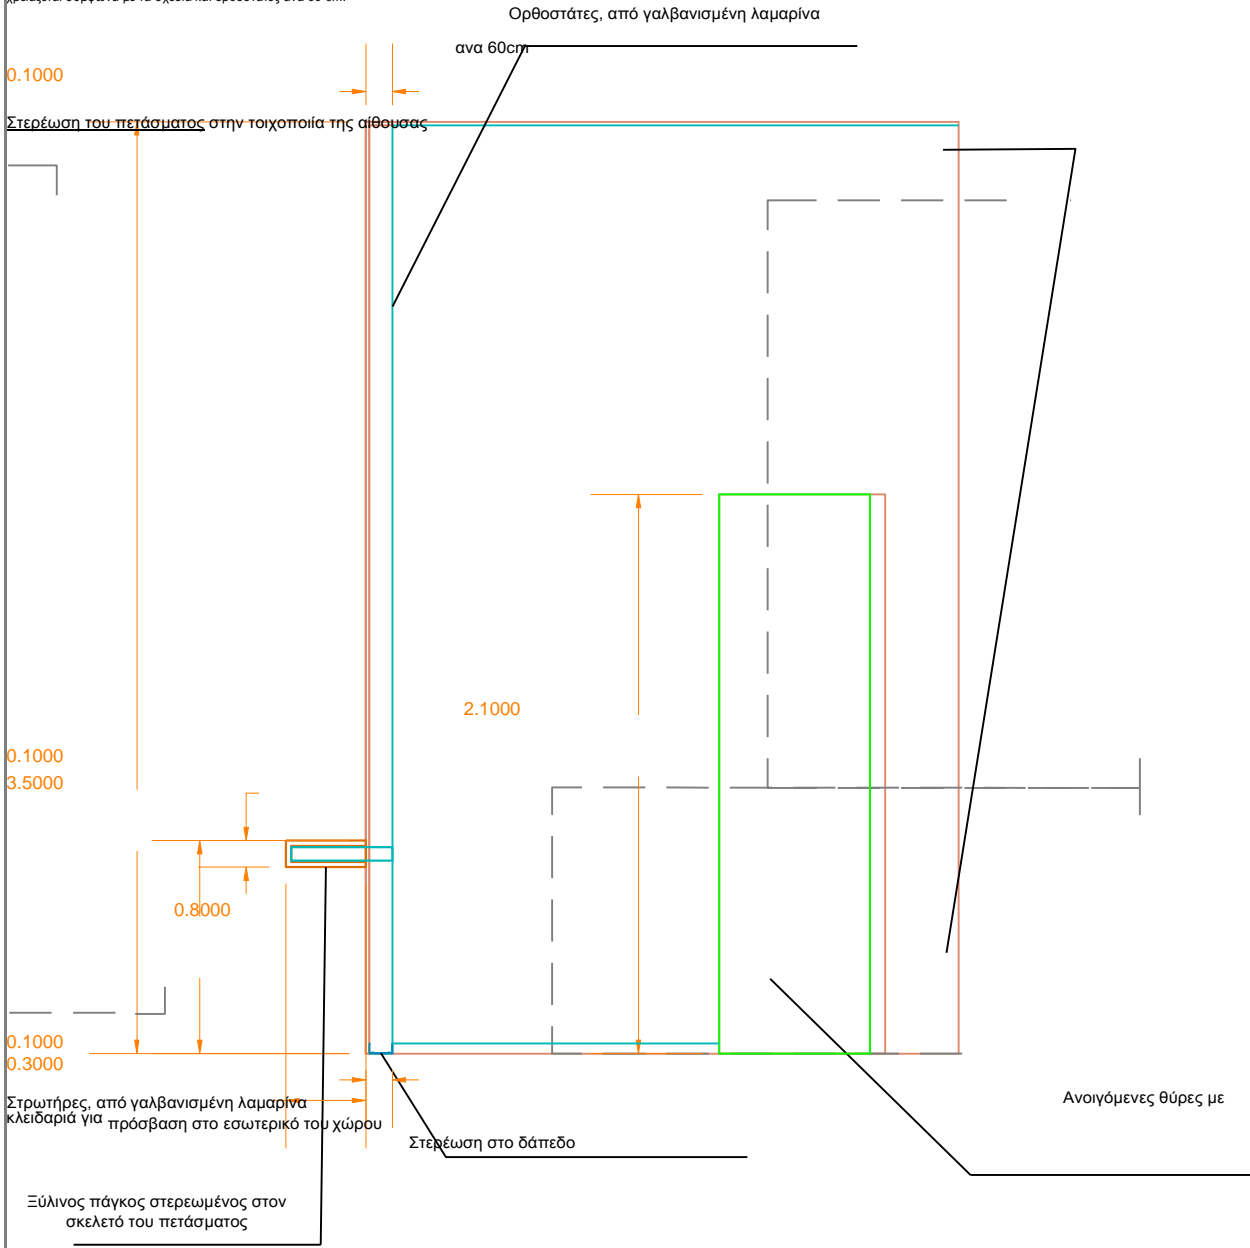 Ορθοστάτες, από γαλβανισμένη λαμαρίνα
ανα 60cm
0.1000
Στερέωση του πετάσματος στην τοιχοποιία της αίθουσας
2.1000
0.1000
3.5000
0.8000
0.1000
0.3000
Στρωτήρες, από γαλβανισμένη λαμαρίνα
κλειδαριά για πρόσβαση στο εσωτερικό του χώρου
Ανοιγόμενες θύρες με
Στερέωση στο δάπεδο
Ξύλινος πάγκος στερεωμένος στον
σκελετό του πετάσματος